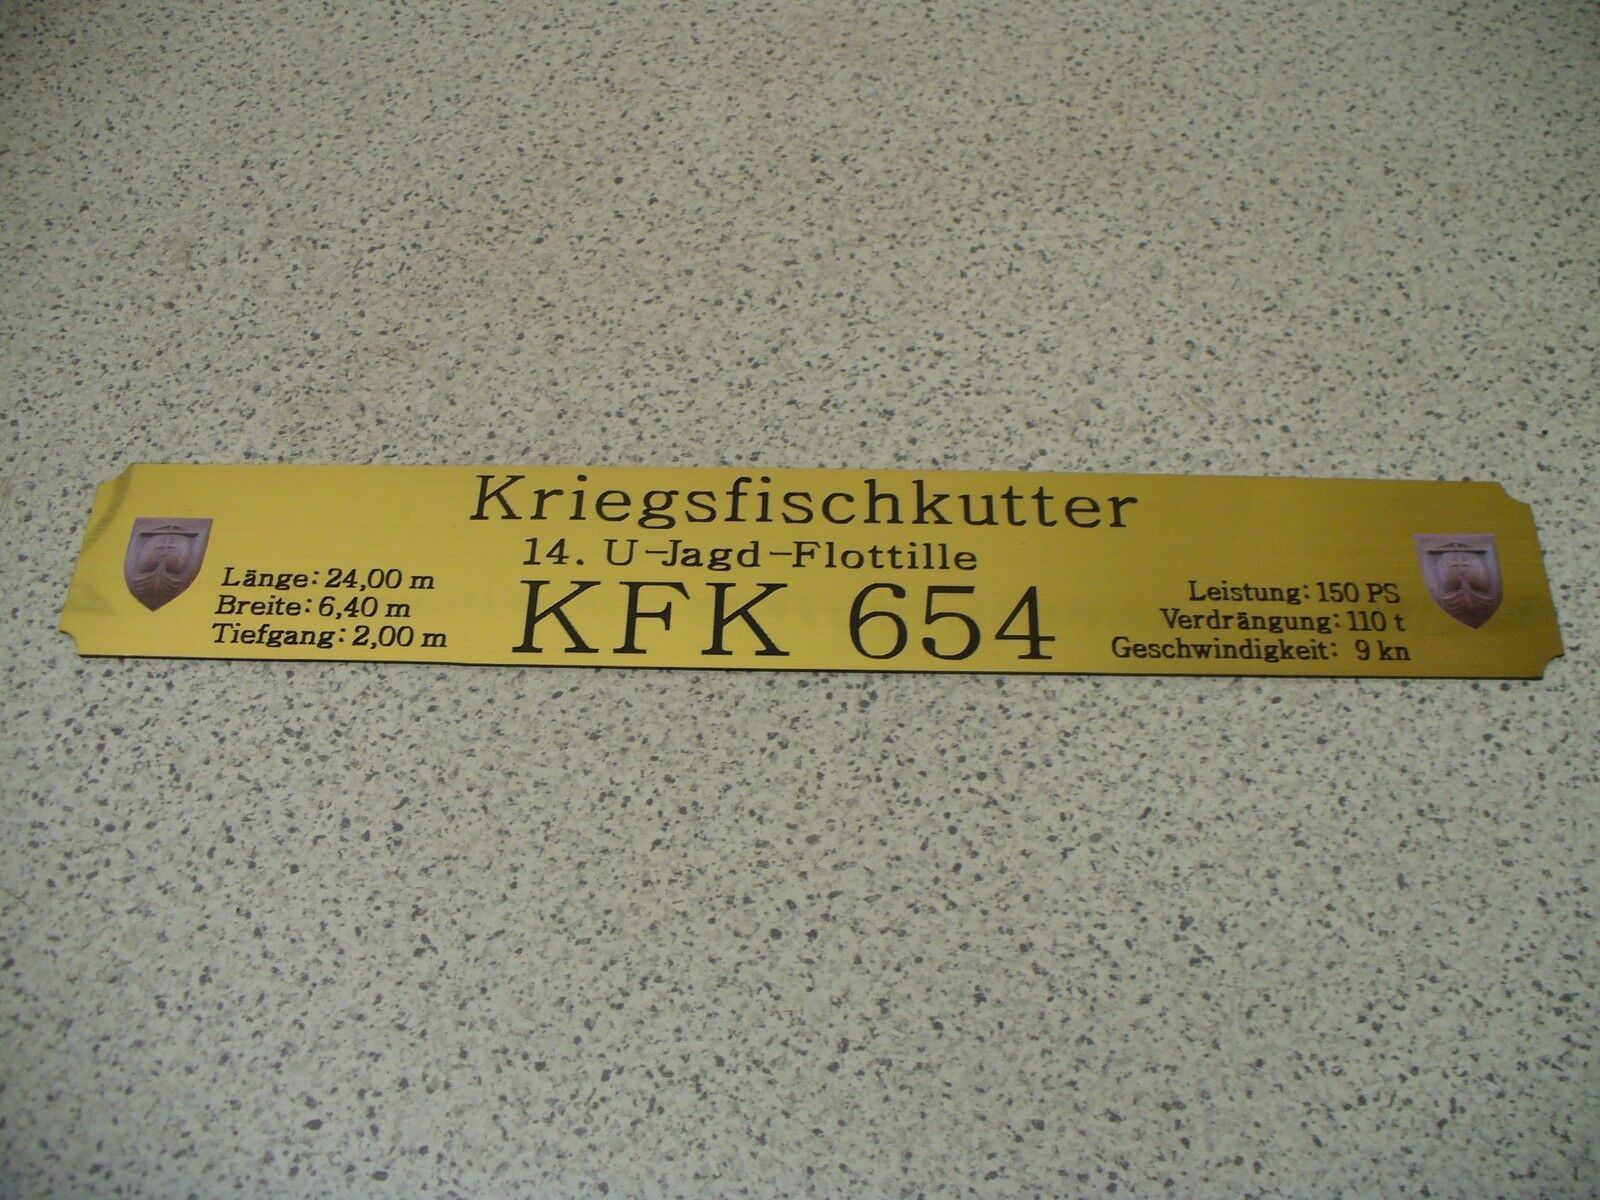 Kriegsfischkutter
14. U-Jagd-Flottille
KFK 654
Länge: 24,00 m
Breite: 6,40 m
Tiefgang: 2,00 m
Leistung: 150 PS
Verdrängung: 110 t
Geschwindigkeit: 9 kn